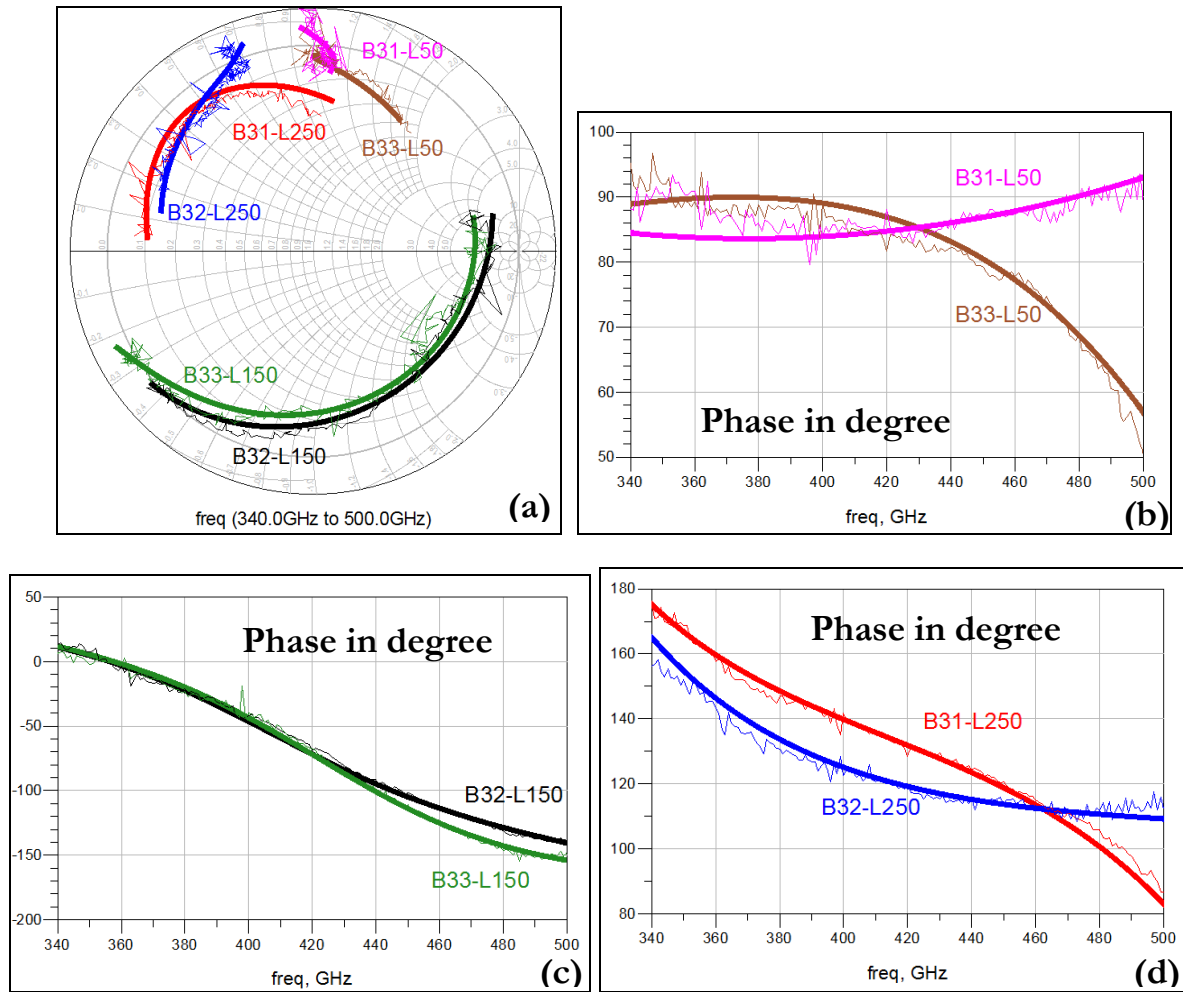 B31-L50
B31-L250
B33-L50
B32-L250
B33-L150
B32-L150
freq (340.0GHz to 500.0GHz)
(a)
100
90
80
70
60
50
B31-L50
B33-L50
Phase in degree
340 360 380 400 420 440 460 480 500
freq, GHz
(b)
50
0
-50
-100
-150
-200
Phase in degree
B32-L150
B33-L150
340 360 380 400 420 440 460 480 500
freq, GHz
(c)
180
160
140
120
100
80
Phase in degree
B31-L250
B32-L250
340 360 380 400 420 440 460 480 500
freq, GHz
(d)